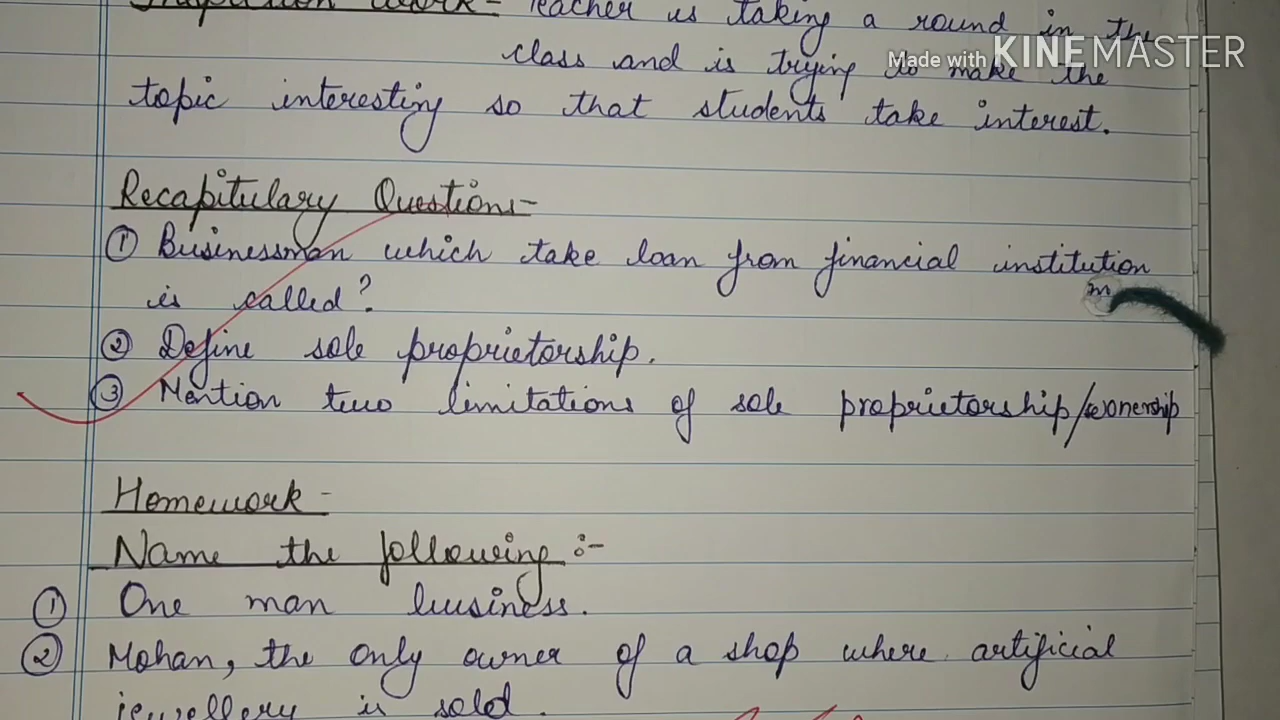 Inspection Work - Teacher is taking a round in the
Made with KINEMASTER
class and is trying to make the
topic interesting so that students take interest.
Recapitulary Questions-
① Businessman which take loan from financial institution
is called?
② Define sole proprietorship.
③ Mention two limitations of sole proprietorship/
Homework -
Name the following :-
① One man business.
② Mohan, the only owner of a shop where artificial
jewellery is sold.